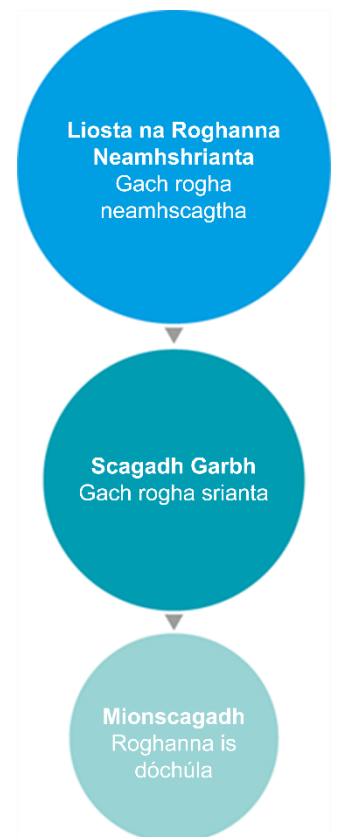 Liosta na Roghanna
Neamhshrianta
Gach rogha
neamhscagtha
Scagadh Garbh
Gach rogha srianta
Mionscagadh
Roghanna is
dóchúla